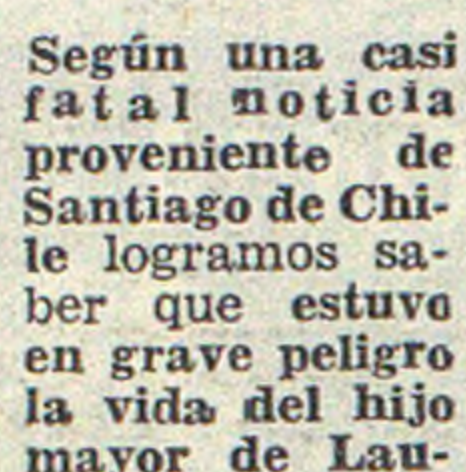 Según una casi
fatal noticia
proveniente de
Santiago de Chi-
le logramos sa-
ber que estuvo
en grave peligro
la vida del hijo
mayor de Lau-